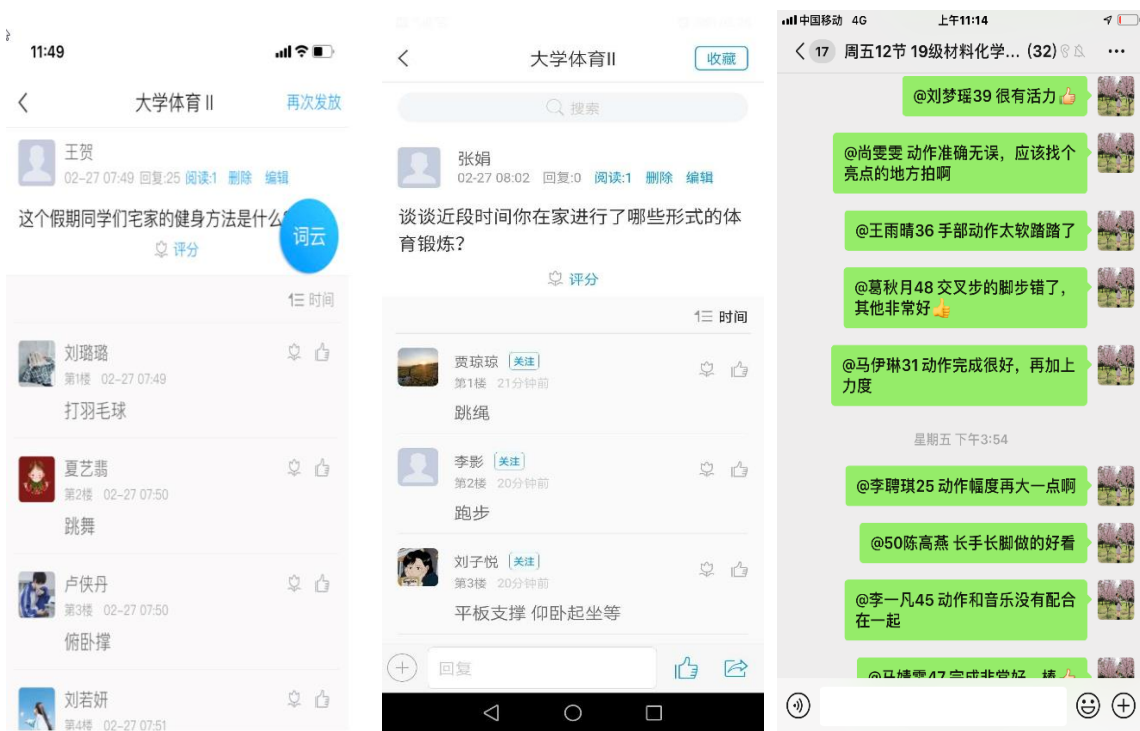 11:49
大学体育 II
再次发放
王贺
02-27 07:49 回复:25 阅读:1 删除 编辑
这个假期同学们宅家的健身方法是什么
词云
评分
时间
刘璐璐
第1楼 02-27 07:49
打羽毛球
夏艺翡
第2楼 02-27 07:50
跳舞
卢侠丹
第3楼 02-27 07:50
俯卧撑
刘若妍
第4楼 02-27 07:51
大学体育II
收藏
搜索
张娟
02-27 08:02 回复:0 阅读:1 删除 编辑
谈谈近段时间你在家进行了哪些形式的体
育锻炼?
评分
时间
贾琼琼 关注
第1楼 21分钟前
跳绳
李影 关注
第2楼 20分钟前
跑步
刘子悦 关注
第3楼 20分钟前
平板支撑 仰卧起坐等
回复
中国移动 4G 上午11:14
17 周五12节 19级材料化学... (32)
@刘梦瑶39 很有活力👍
@尚雯雯 动作准确无误，应该找个
亮点的地方拍啊
@王雨晴36 手部动作太软踏踏了
@葛秋月48 交叉步的脚步错了，
其他非常好👍
@马伊琳31 动作完成很好，再加上
力度
星期五 下午3:54
@李聘琪25 动作幅度再大一点啊
@50陈高燕 长手长脚做的好看
@李一凡45 动作和音乐没有配合
在一起
@马婧雯47 完成非常好，棒👍